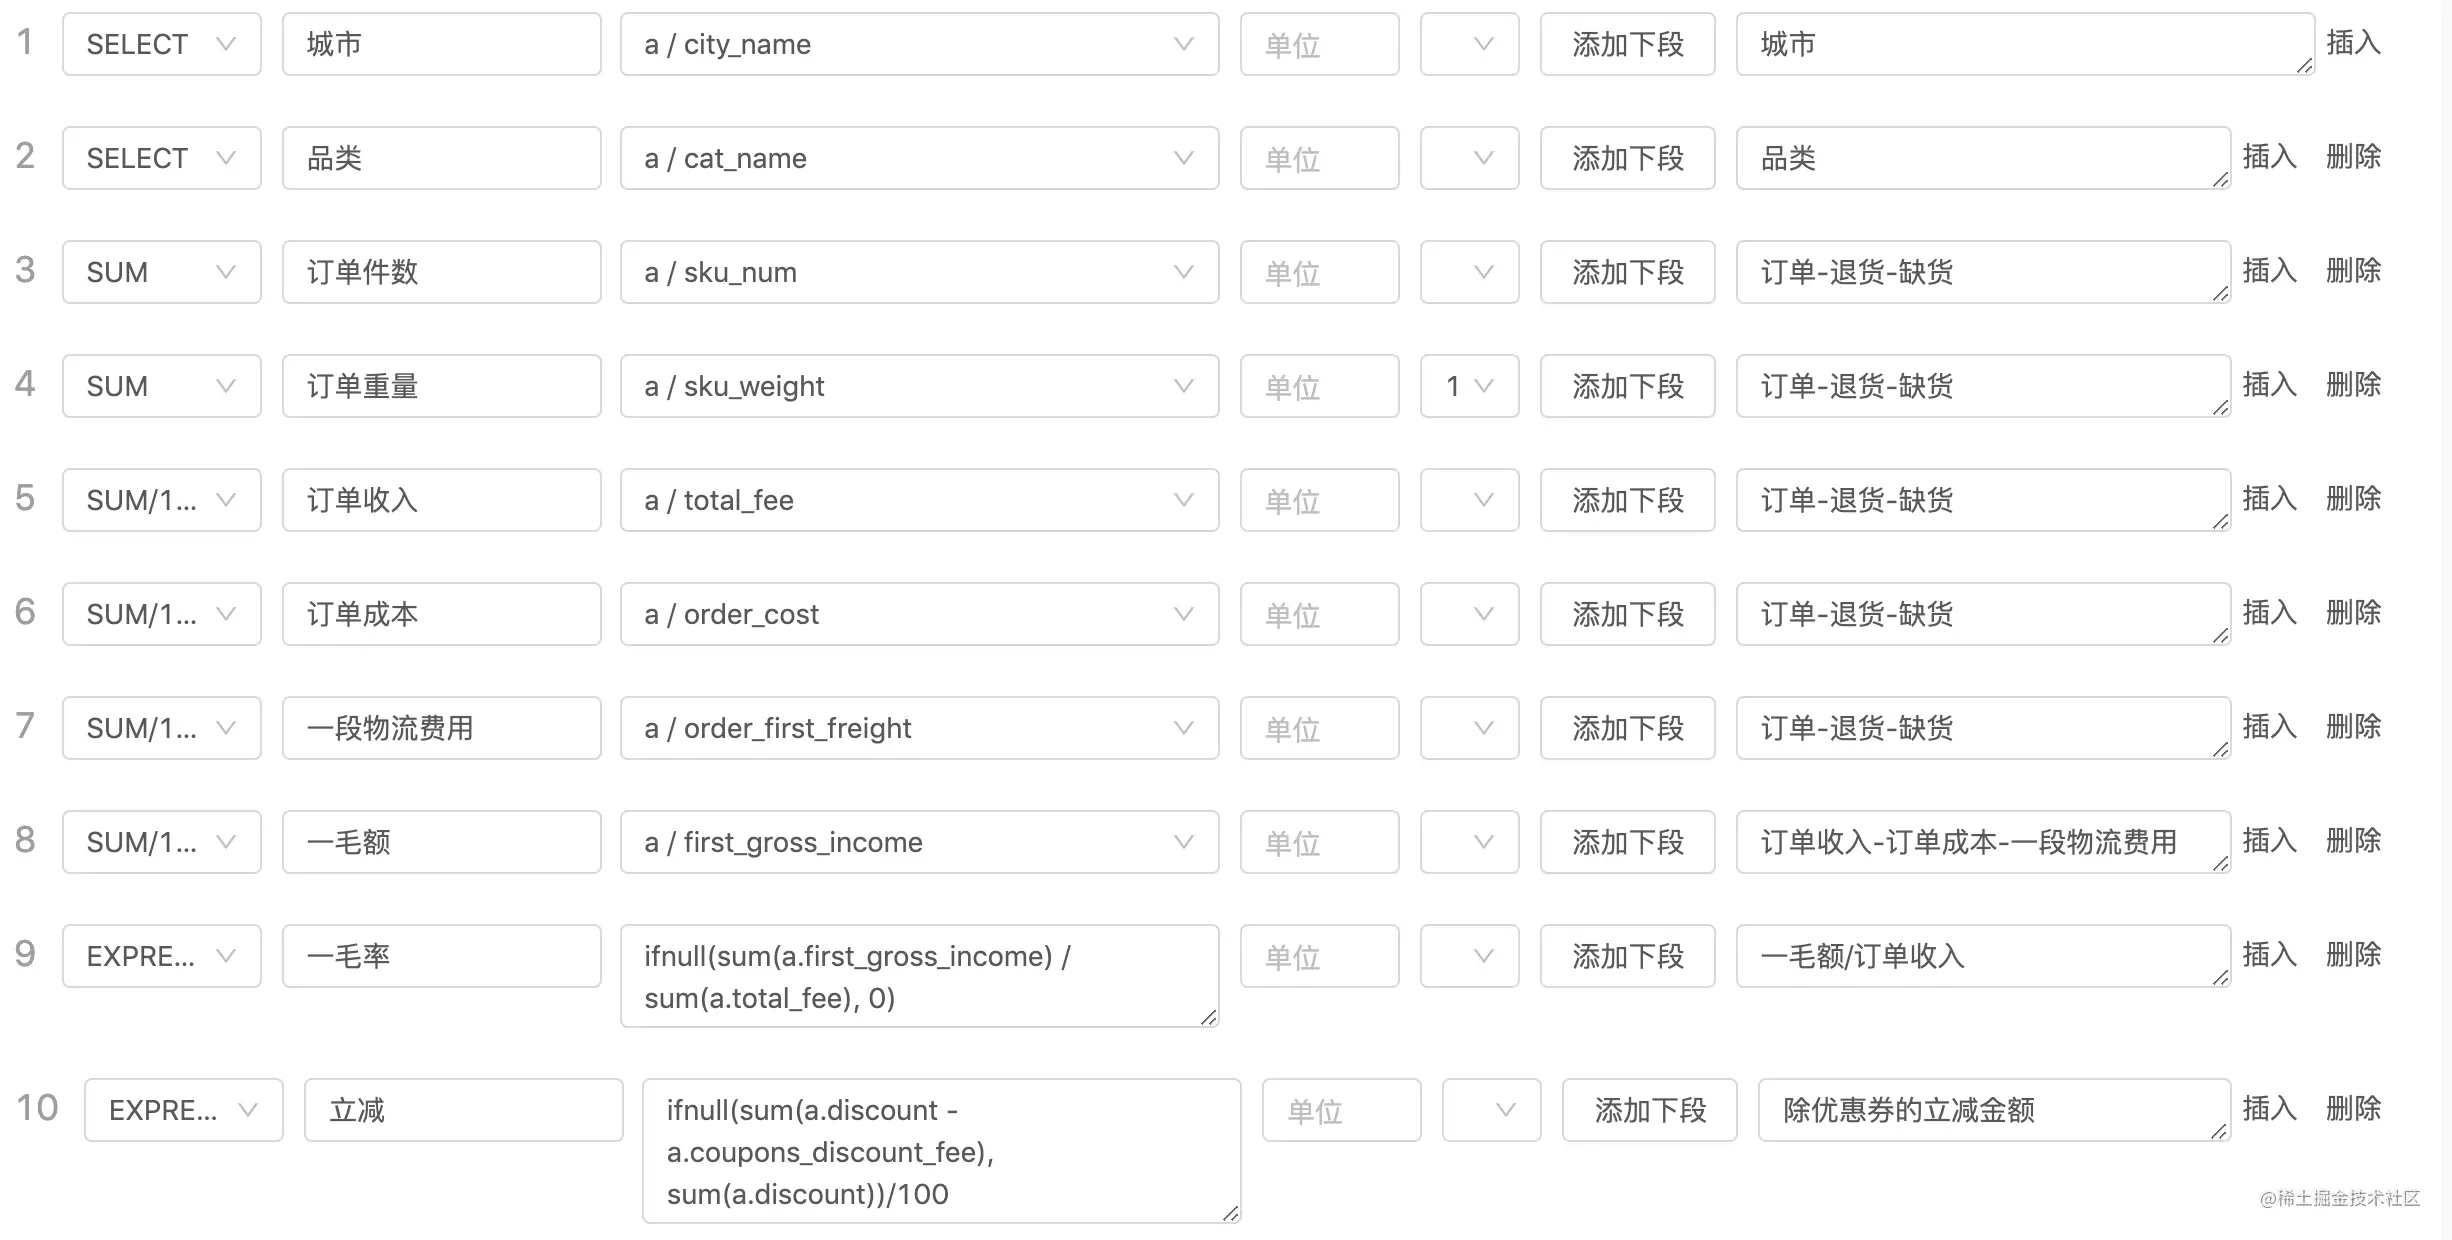 1 SELECT 城市 a / city_name 单位 添加下段 城市 插入
2 SELECT 品类 a / cat_name 单位 添加下段 品类 插入 删除
3 SUM 订单件数 a / sku_num 单位 添加下段 订单-退货-缺货 插入 删除
4 SUM 订单重量 a / sku_weight 单位 1 添加下段 订单-退货-缺货 插入 删除
5 SUM/1... 订单收入 a / total_fee 单位 添加下段 订单-退货-缺货 插入 删除
6 SUM/1... 订单成本 a / order_cost 单位 添加下段 订单-退货-缺货 插入 删除
7 SUM/1... 一段物流费用 a / order_first_freight 单位 添加下段 订单-退货-缺货 插入 删除
8 SUM/1... 一毛额 a / first_gross_income 单位 添加下段 订单收入-订单成本-一段物流费用 插入 删除
9 EXPRE... 一毛率 ifnull(sum(a.first_gross_income) / 单位 添加下段 一毛额/订单收入 插入 删除
sum(a.total_fee), 0)
10 EXPRE... 立减 ifnull(sum(a.discount - 单位 添加下段 除优惠券的立减金额 插入 删除
a.coupons_discount_fee),
sum(a.discount))/100
@稀土掘金技术社区